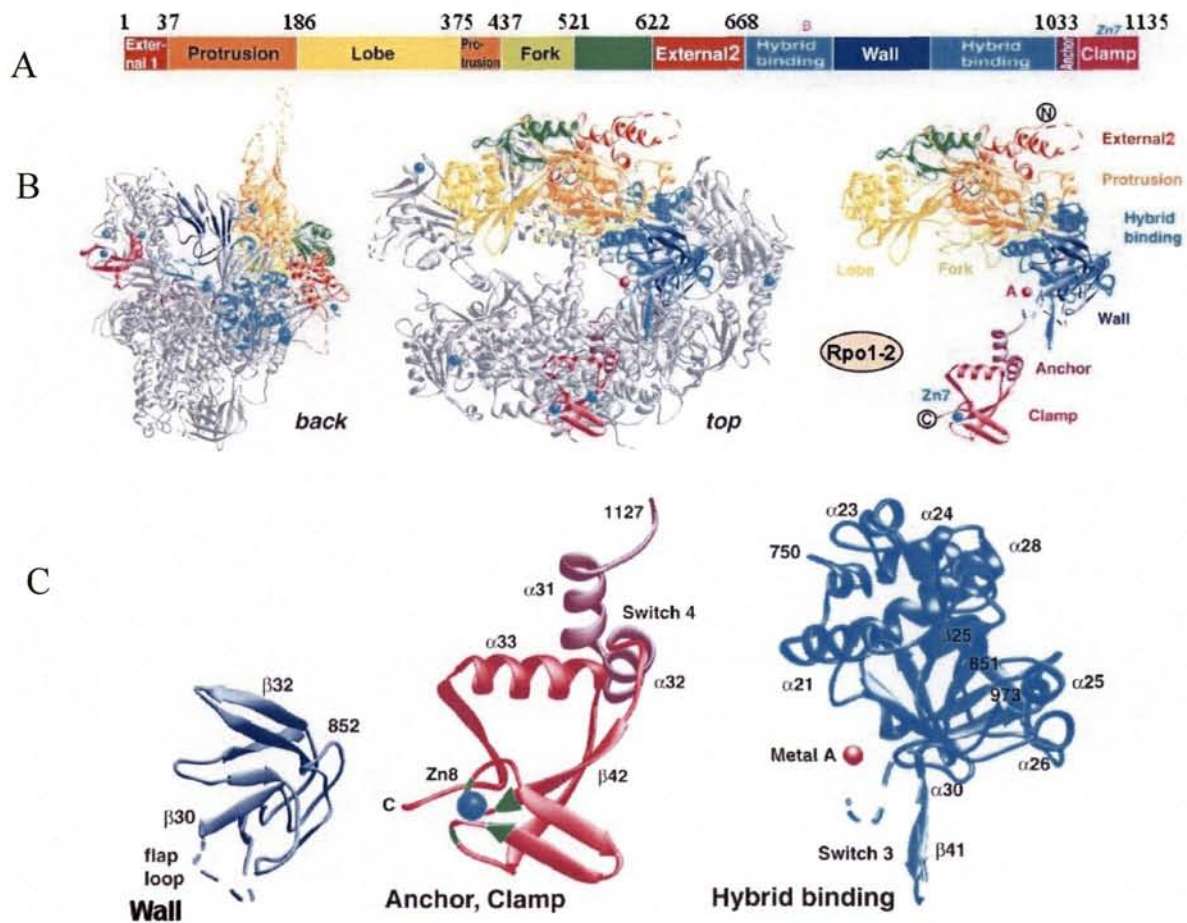 1 37 186 375 437 521 622 668 B 1033 Zn7 1135
A
Exter-
nal 1
Protrusion
Lobe
Pro-
trusion
Fork
External2
Hybrid
binding
Wall
Hybrid
binding
Anchor
Clamp
B
back
top
N
External2
Protrusion
Hybrid
binding
Lobe
Fork
A
Wall
Rpo1-2
Anchor
Zn7
C
Clamp
C
β32
852
β30
flap
loop
Wall
1127
α31
Switch 4
α33
α32
Zn8
C
β42
Anchor, Clamp
α23
α24
750
α28
β25
851
α21
973
α25
Metal A
α26
α30
Switch 3
β41
Hybrid binding